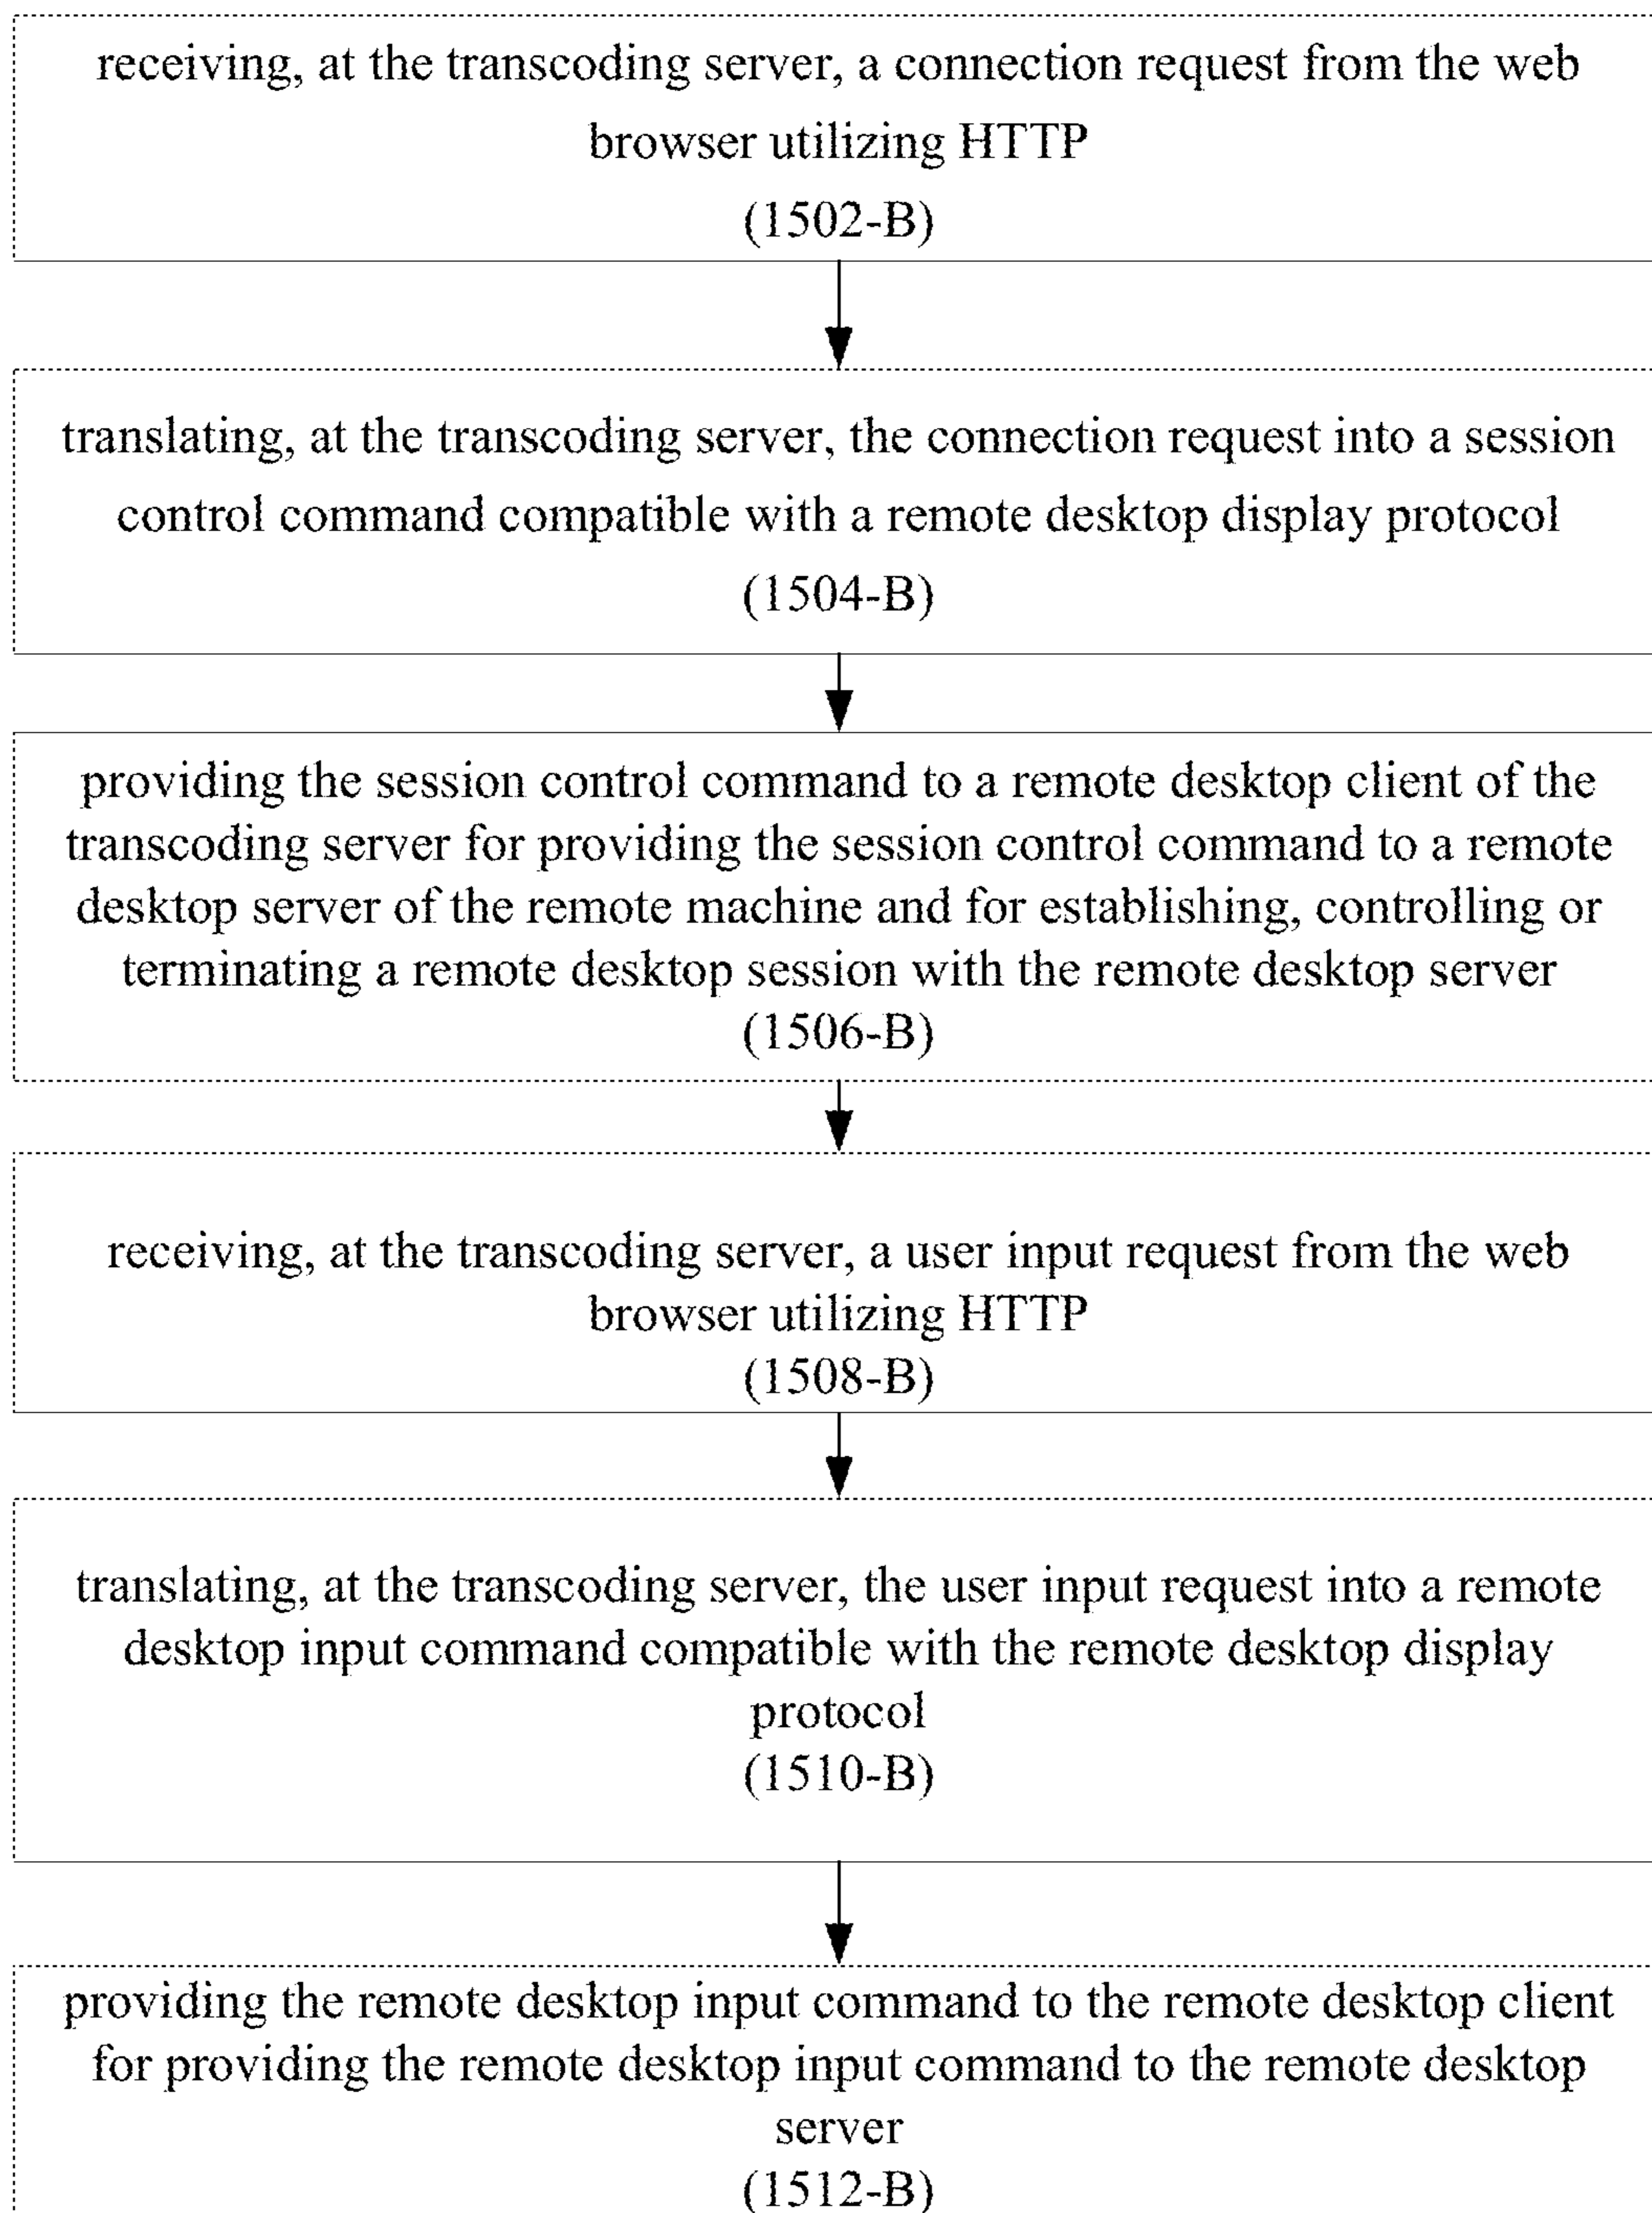 receiving, at the transcoding server, a connection request from the web
browser utilizing HTTP
(1502-B)
translating, at the transcoding server, the connection request into a session
control command compatible with a remote desktop display protocol
(1504-B)
providing the session control command to a remote desktop client of the
transcoding server for providing the session control command to a remote
desktop server of the remote machine and for establishing, controlling or
terminating a remote desktop session with the remote desktop server
(1506-B)
receiving, at the transcoding server, a user input request from the web
browser utilizing HTTP
(1508-B)
translating, at the transcoding server, the user input request into a remote
desktop input command compatible with the remote desktop display
protocol
(1510-B)
providing the remote desktop input command to the remote desktop client
for providing the remote desktop input command to the remote desktop
server
(1512-B)